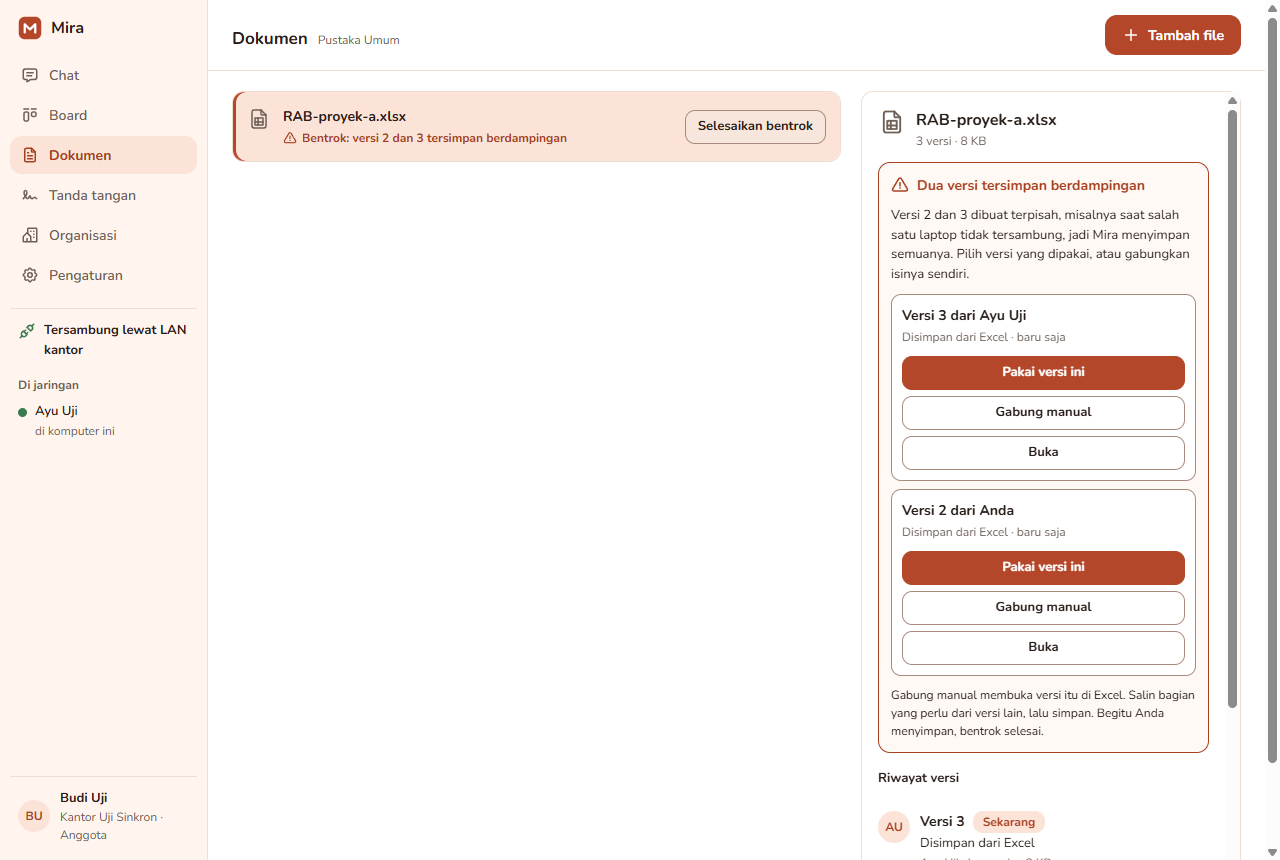 Mira
Chat
Board
Dokumen
Tanda tangan
Organisasi
Pengaturan
Tersambung lewat LAN
kantor
Di jaringan
Ayu Uji
di komputer ini
BU
Budi Uji
Kantor Uji Sinkron ·
Anggota
Dokumen Pustaka Umum
Tambah file
RAB-proyek-a.xlsx
Bentrok: versi 2 dan 3 tersimpan berdampingan
Selesaikan bentrok
RAB-proyek-a.xlsx
3 versi · 8 KB
Dua versi tersimpan berdampingan
Versi 2 dan 3 dibuat terpisah, misalnya saat salah
satu laptop tidak tersambung, jadi Mira menyimpan
semuanya. Pilih versi yang dipakai, atau gabungkan
isinya sendiri.
Versi 3 dari Ayu Uji
Disimpan dari Excel · baru saja
Pakai versi ini
Gabung manual
Buka
Versi 2 dari Anda
Disimpan dari Excel · baru saja
Pakai versi ini
Gabung manual
Buka
Gabung manual membuka versi itu di Excel. Salin bagian
yang perlu dari versi lain, lalu simpan. Begitu Anda
menyimpan, bentrok selesai.
Riwayat versi
AU
Versi 3 Sekarang
Disimpan dari Excel